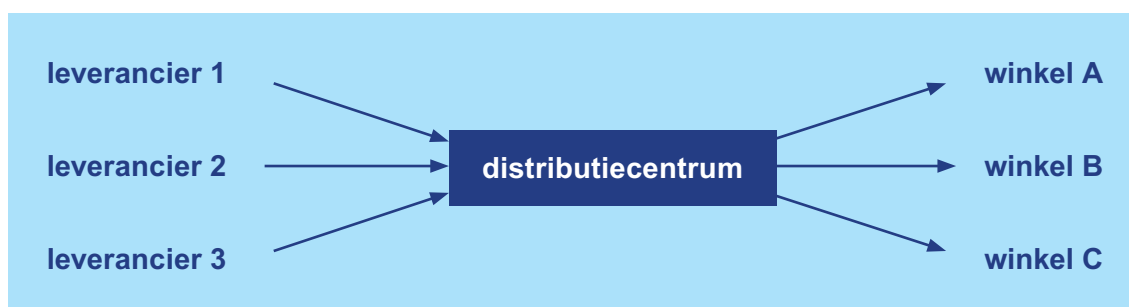 leverancier 1
winkel A
leverancier 2
distributiecentrum
winkel B
leverancier 3
winkel C